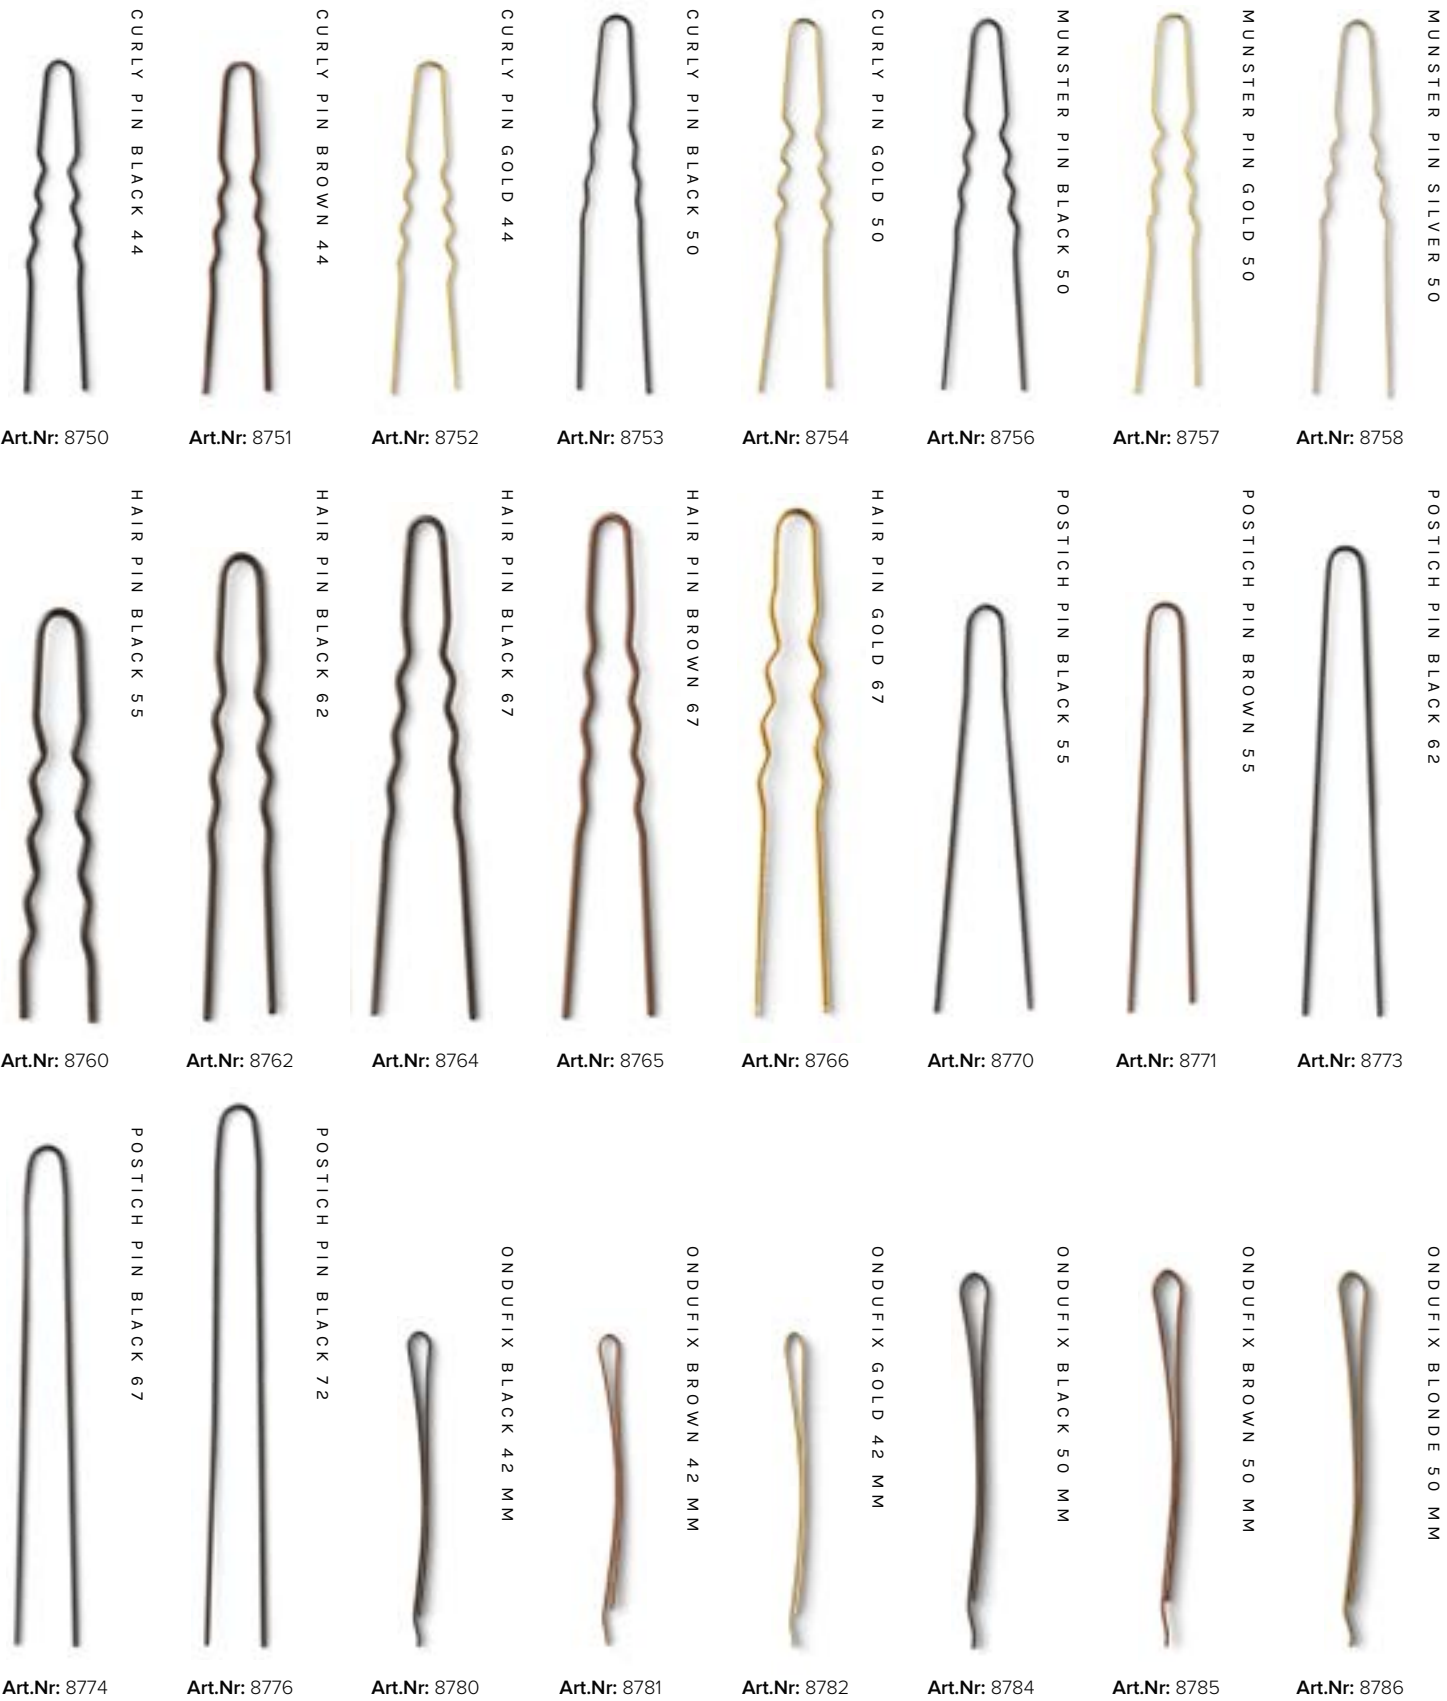 CURLY PIN BLACK 44
CURLY PIN BROWN 44
CURLY PIN GOLD 44
CURLY PIN BLACK 50
CURLY PIN GOLD 50
MUNSTER PIN BLACK 50
MUNSTER PIN GOLD 50
MUNSTER PIN SILVER 50
Art.Nr: 8750
Art.Nr: 8751
Art.Nr: 8752
Art.Nr: 8753
Art.Nr: 8754
Art.Nr: 8756
Art.Nr: 8757
Art.Nr: 8758
HAIR PIN BLACK 55
HAIR PIN BLACK 62
HAIR PIN BLACK 67
HAIR PIN BROWN 67
HAIR PIN GOLD 67
POSTICH PIN BLACK 55
POSTICH PIN BROWN 55
POSTICH PIN BLACK 62
Art.Nr: 8760
Art.Nr: 8762
Art.Nr: 8764
Art.Nr: 8765
Art.Nr: 8766
Art.Nr: 8770
Art.Nr: 8771
Art.Nr: 8773
POSTICH PIN BLACK 67
POSTICH PIN BLACK 72
ONDUFIX BLACK 42 MM
ONDUFIX BROWN 42 MM
ONDUFIX GOLD 42 MM
ONDUFIX BLACK 50 MM
ONDUFIX BROWN 50 MM
ONDUFIX BLONDE 50 MM
Art.Nr: 8774
Art.Nr: 8776
Art.Nr: 8780
Art.Nr: 8781
Art.Nr: 8782
Art.Nr: 8784
Art.Nr: 8785
Art.Nr: 8786